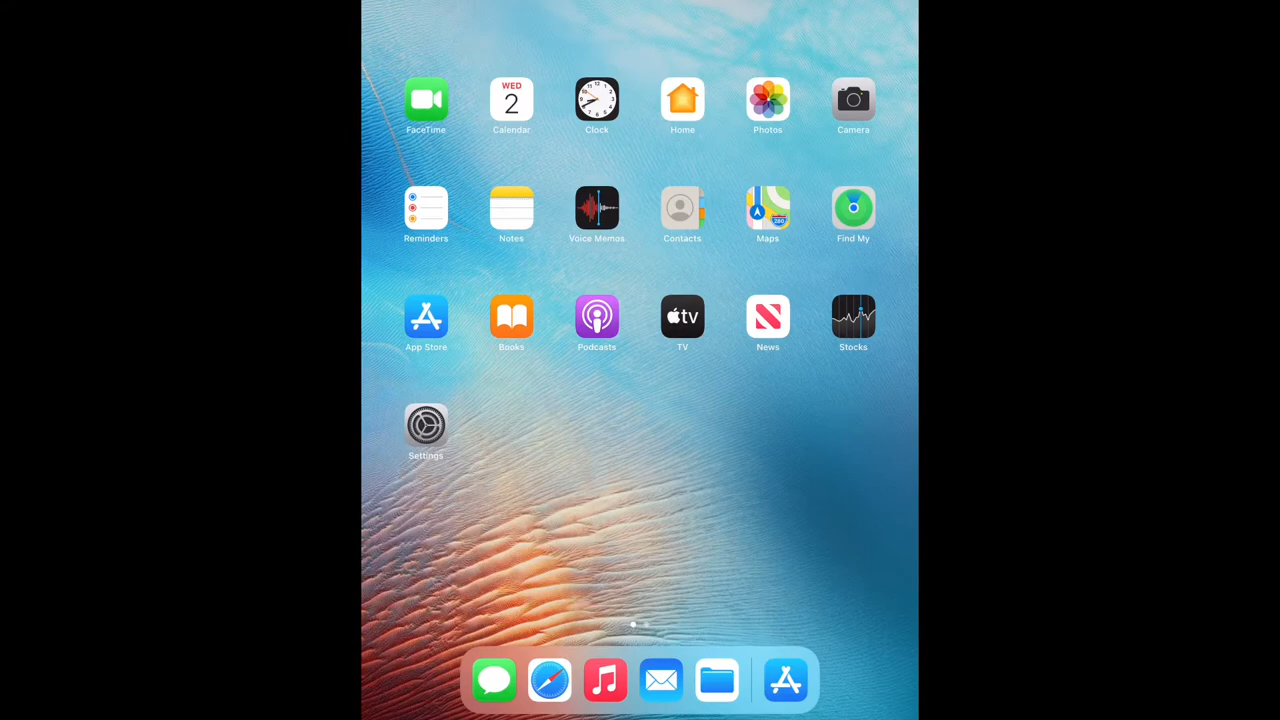 WED
2
FaceTime
Calendar
Clock
Home
Photos
Camera
Reminders
Notes
Voice Memos
Contacts
Maps
Find My
280
App Store
Books
Podcasts
tv
TV
News
Stocks
Settings